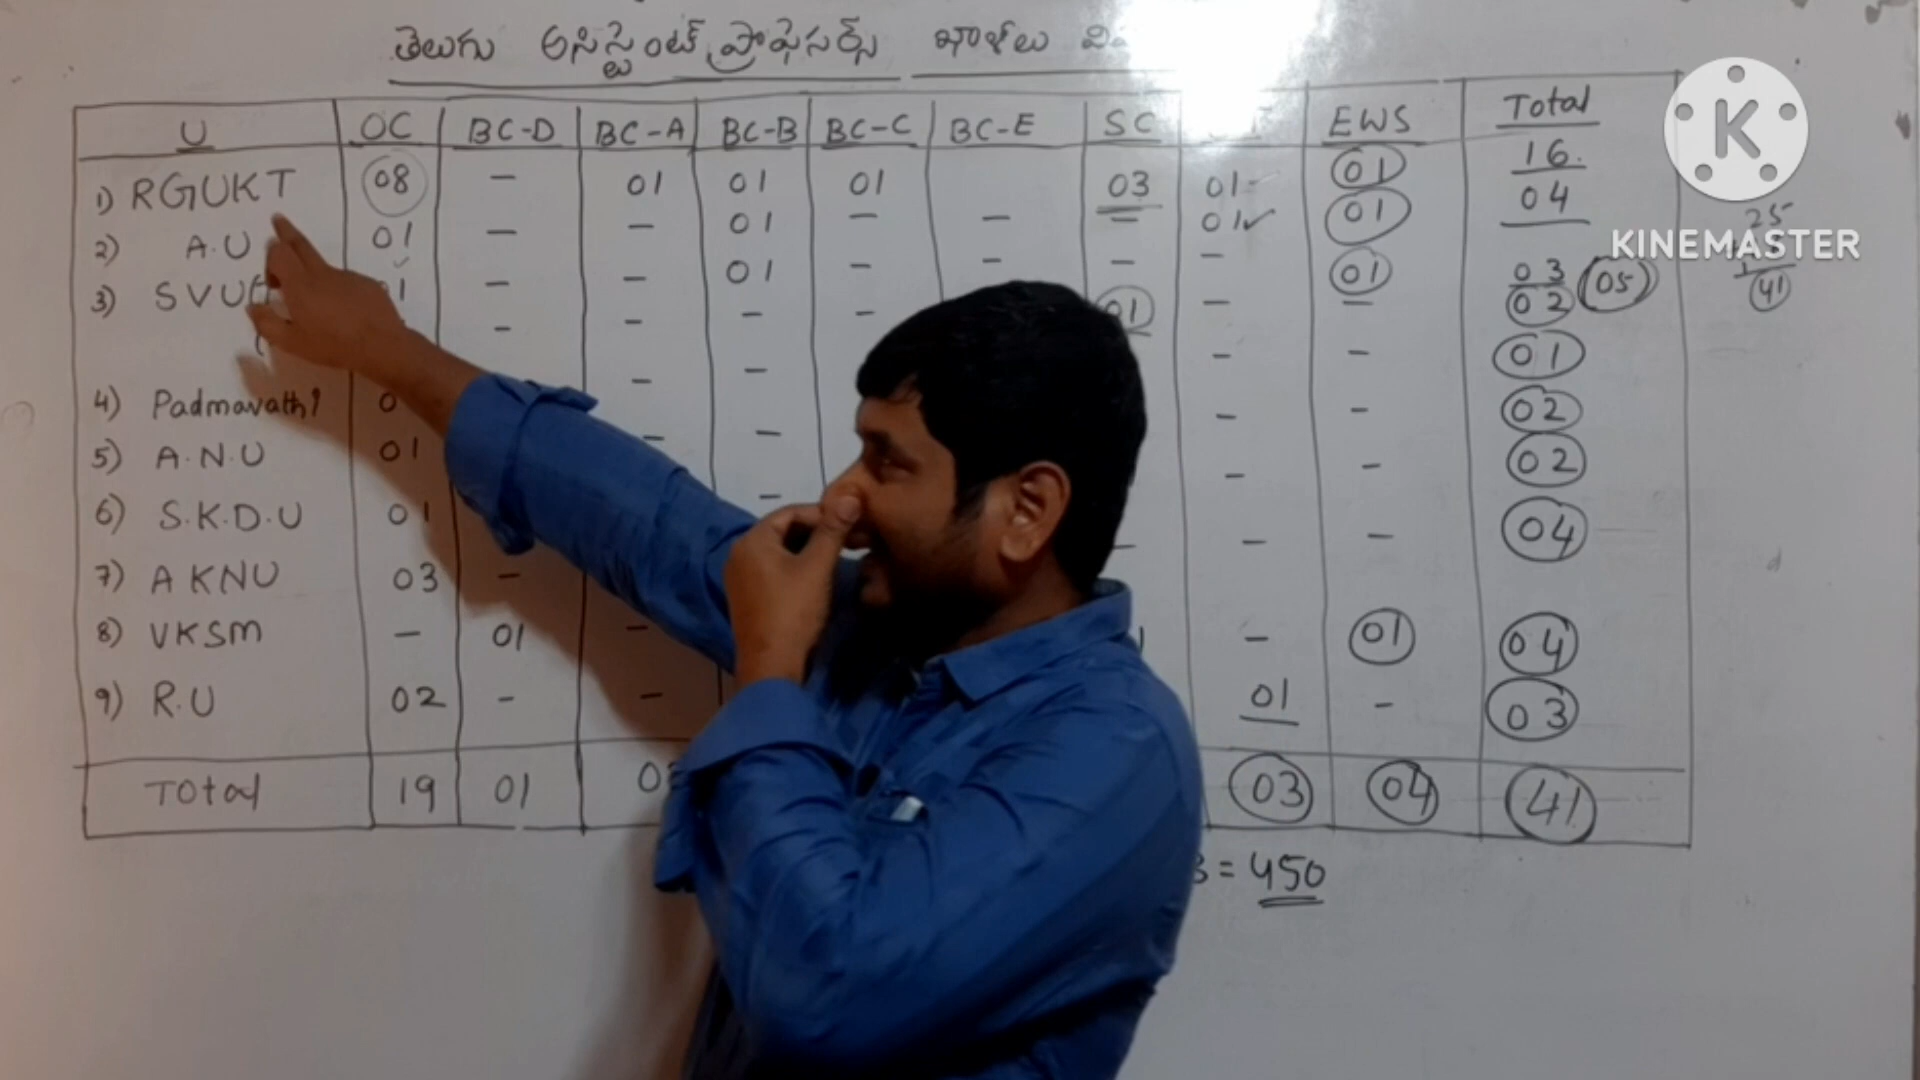 తెలుగు అసిస్టెంట్ ప్రొఫెసర్స్ ఖాళీలు
U OC BC-D BC-A BC-B BC-C BC-E SC EWS Total
1) RGUKT 08 - 01 01 01 03 01 01 16
2) A.U 01 - - 01 - - - 01 01 04
3) SVU - - 01 - - - - 01 03 (05)
- - - - 01 - - 02
4) Padmavathi - - - - 01
5) A.N.U 01 - - - - 02
6) S.K.D.U 01 - - - 02
7) AKNU 03 - - - - 04
8) VKSM - 01 - - 01 04
9) R.U 02 - - 01 - 03
Total 19 01 03 04 41
= 450
25
41
K
KINEMASTER